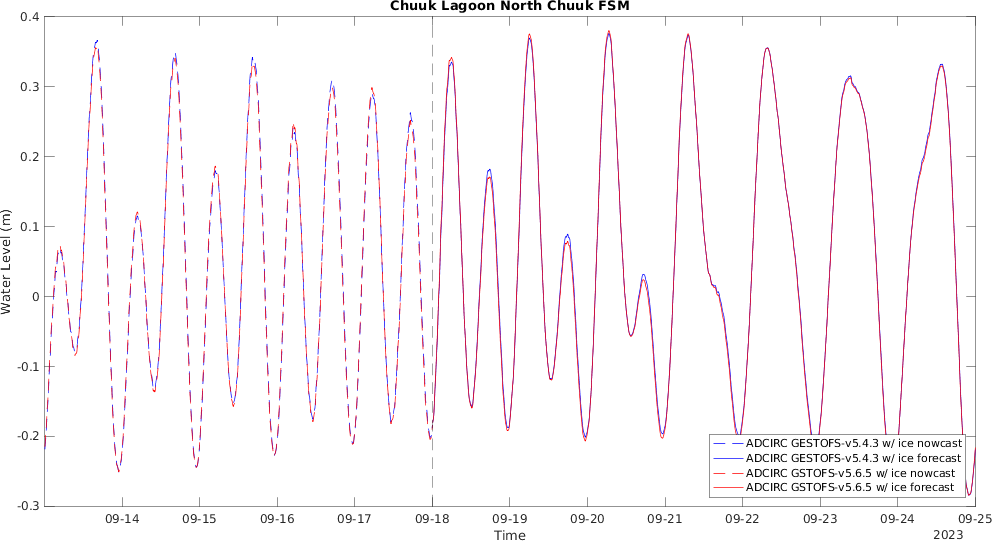 Chuuk Lagoon North Chuuk FSM
0.4
0.3
0.2
0.1
0
-0.1
-0.2
-0.3
Water Level (m)
ADCIRC GESTOFS-v5.4.3 w/ ice nowcast
ADCIRC GESTOFS-v5.4.3 w/ ice forecast
ADCIRC GSTOFS-v5.6.5 w/ ice nowcast
ADCIRC GSTOFS-v5.6.5 w/ ice forecast
09-14 09-15 09-16 09-17 09-18 09-19 09-20 09-21 09-22 09-23 09-24 09-25
Time
2023